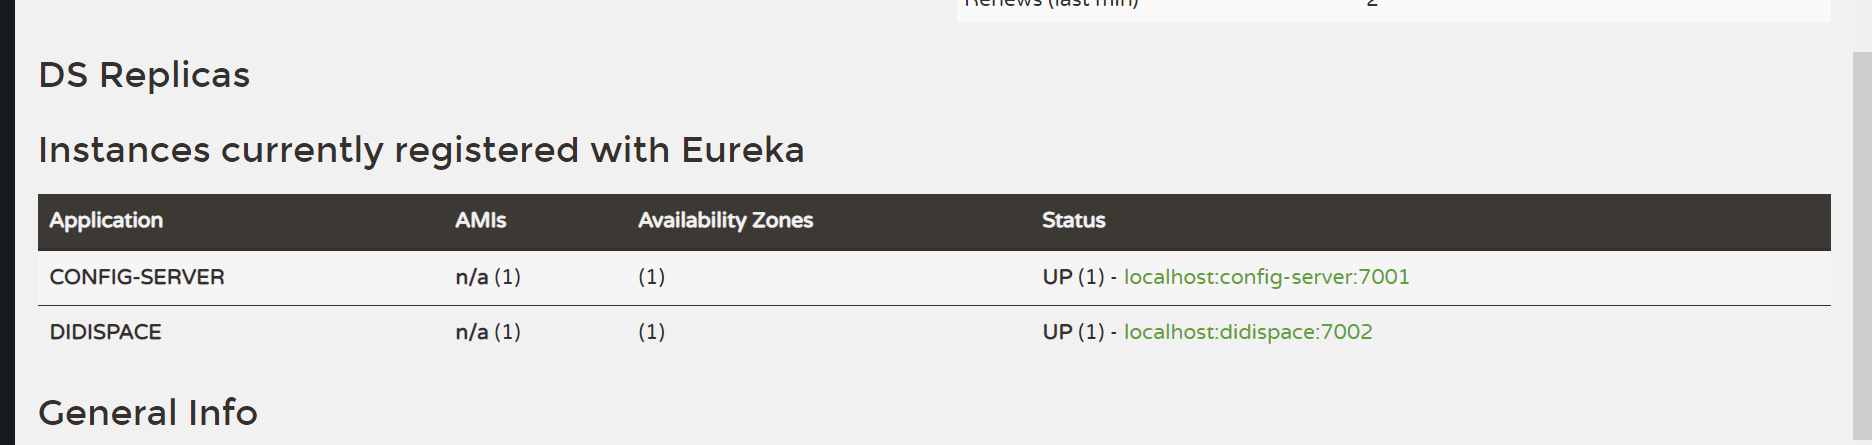 Renews (last min) 2
DS Replicas
Instances currently registered with Eureka
Application AMIs Availability Zones Status
CONFIG-SERVER n/a (1) (1) UP (1) - localhost:config-server:7001
DIDISPACE n/a (1) (1) UP (1) - localhost:didispace:7002
General Info